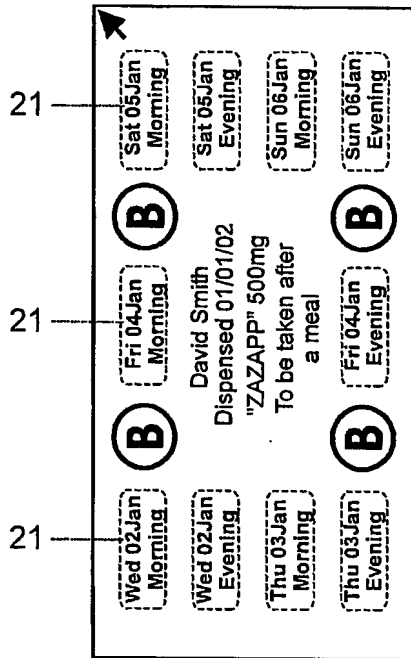 21
21
21
Wed 02Jan
Morning
Wed 02Jan
Evening
Thu 03Jan
Morning
Thu 03Jan
Evening
B
B
Fri 04Jan
Morning
David Smith
Dispensed 01/01/02
"ZAZAPP" 500mg
To be taken after
a meal
Fri 04Jan
Evening
B
B
Sat 05Jan
Morning
Sat 05Jan
Evening
Sun 06Jan
Morning
Sun 06Jan
Evening